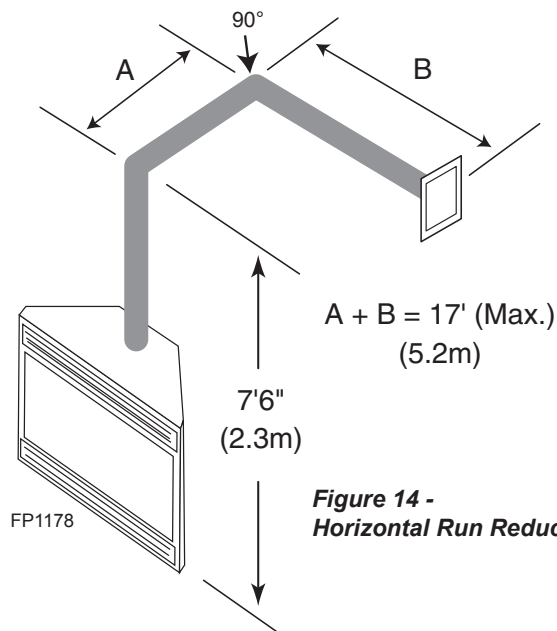 90°
A
B
A + B = 17' (Max.)
(5.2m)
7'6"
(2.3m)
FP1178
Figure 14 -
Horizontal Run Reduc